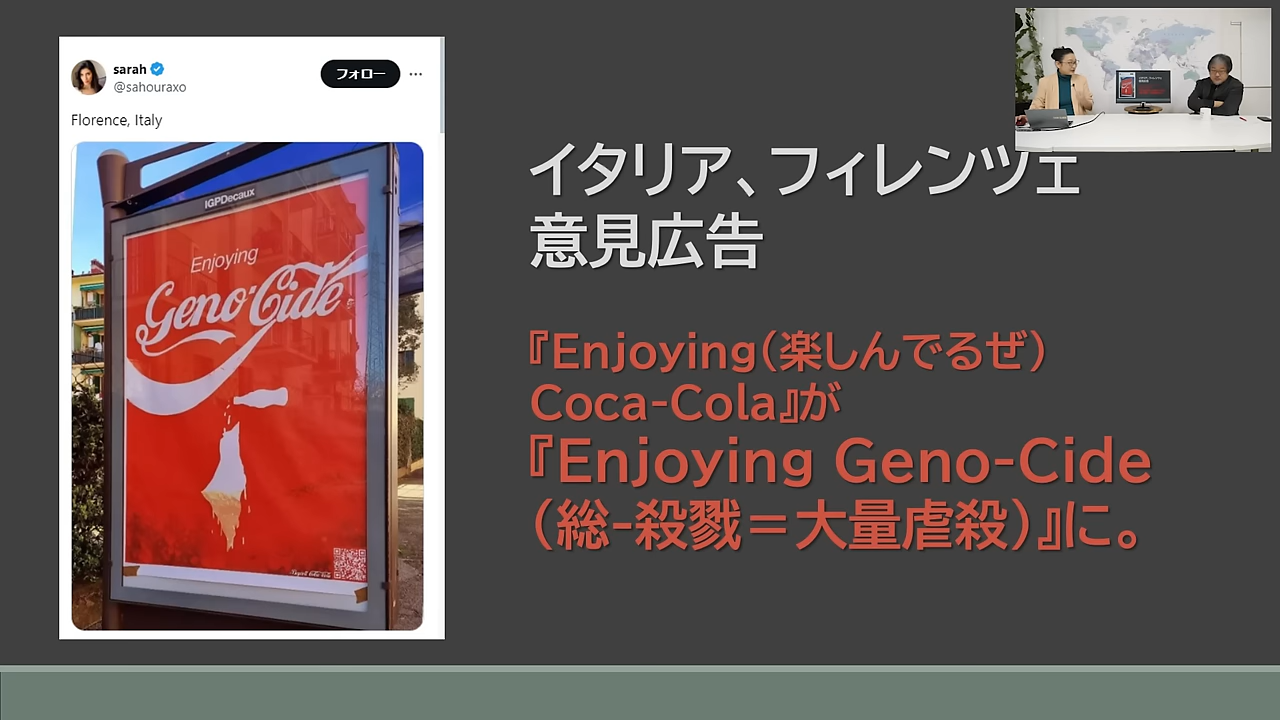 sarah
@sahouraxo
フォロー
Florence, Italy
IGPDecaux
Enjoying
Geno-Cide
イタリア、フィレンツェ
意見広告
『Enjoying（楽しんでるぜ）
Coca-Cola』が
『Enjoying Geno-Cide
（総-殺戮＝大量虐殺）』に。